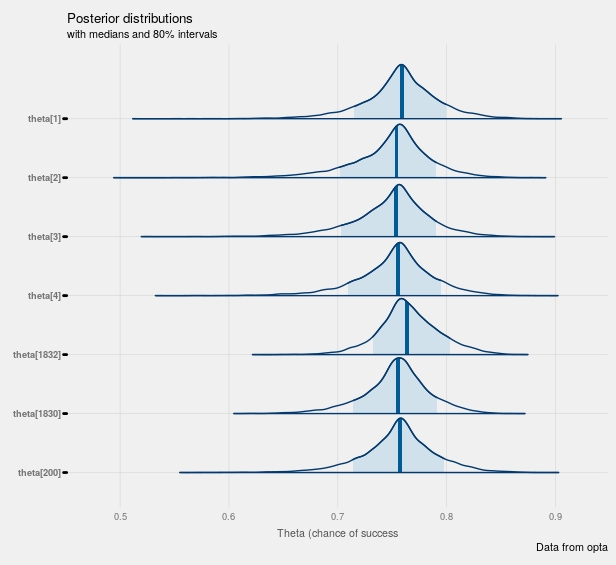 Posterior distributions
with medians and 80% intervals
theta[1]
theta[2]
theta[3]
theta[4]
theta[1832]
theta[1830]
theta[200]
0.5 0.6 0.7 0.8 0.9
Theta (chance of success
Data from opta